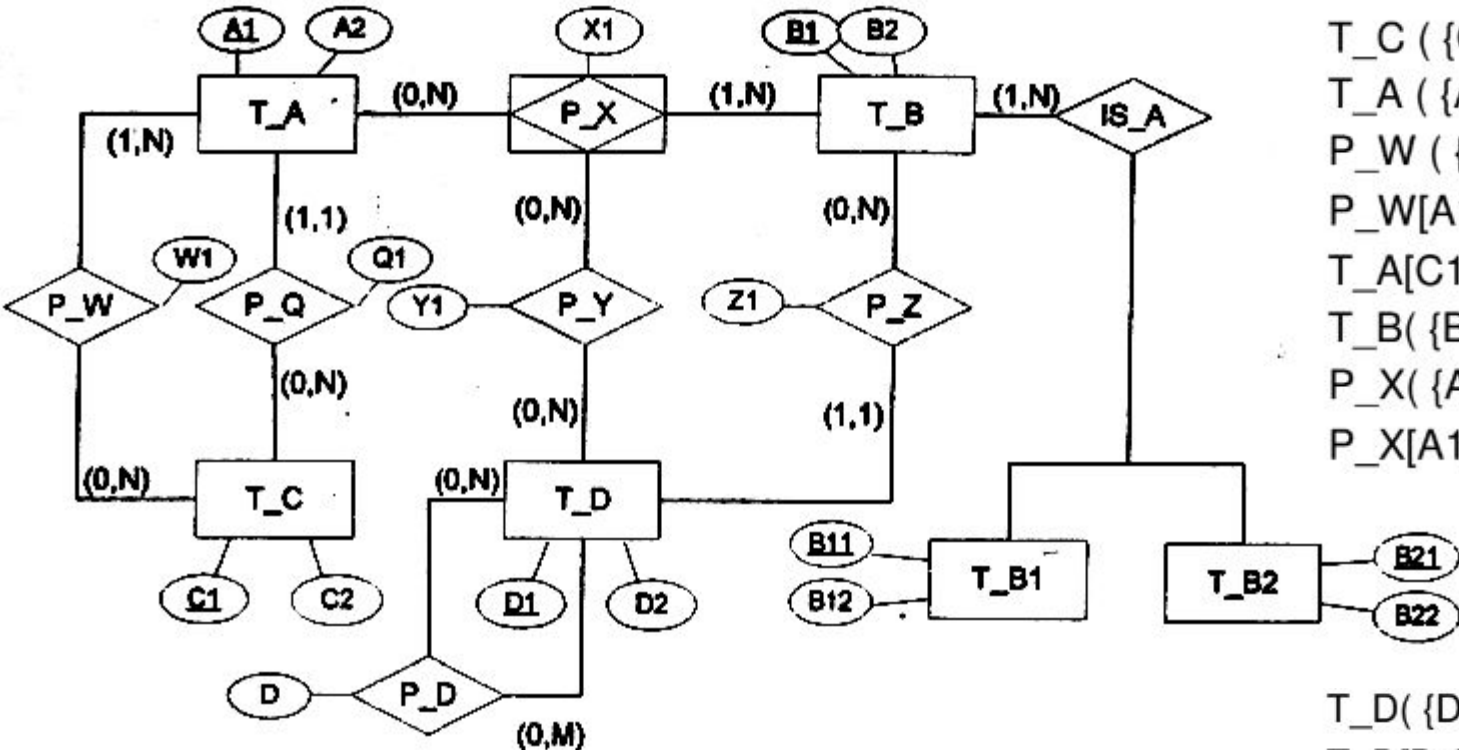 A1 A2 X1 B1 B2
T_A (0,N) P_X (1,N) T_B (1,N) IS_A
(1,N)
(1,1) (0,N) (0,N)
W1 Q1
P_W P_Q Y1 P_Y Z1 P_Z
(0,N) (0,N) (1,1)
(0,N) T_C (0,N) T_D
C1 C2 D1 D2
B11 T_B1 T_B2 B21
B12 B22
D P_D
(0,M)
T_C ( {
T_A ( {A
P_W ( {
P_W[A
T_A[C1
T_B( {B
P_X( {A
P_X[A1
T_D( {D